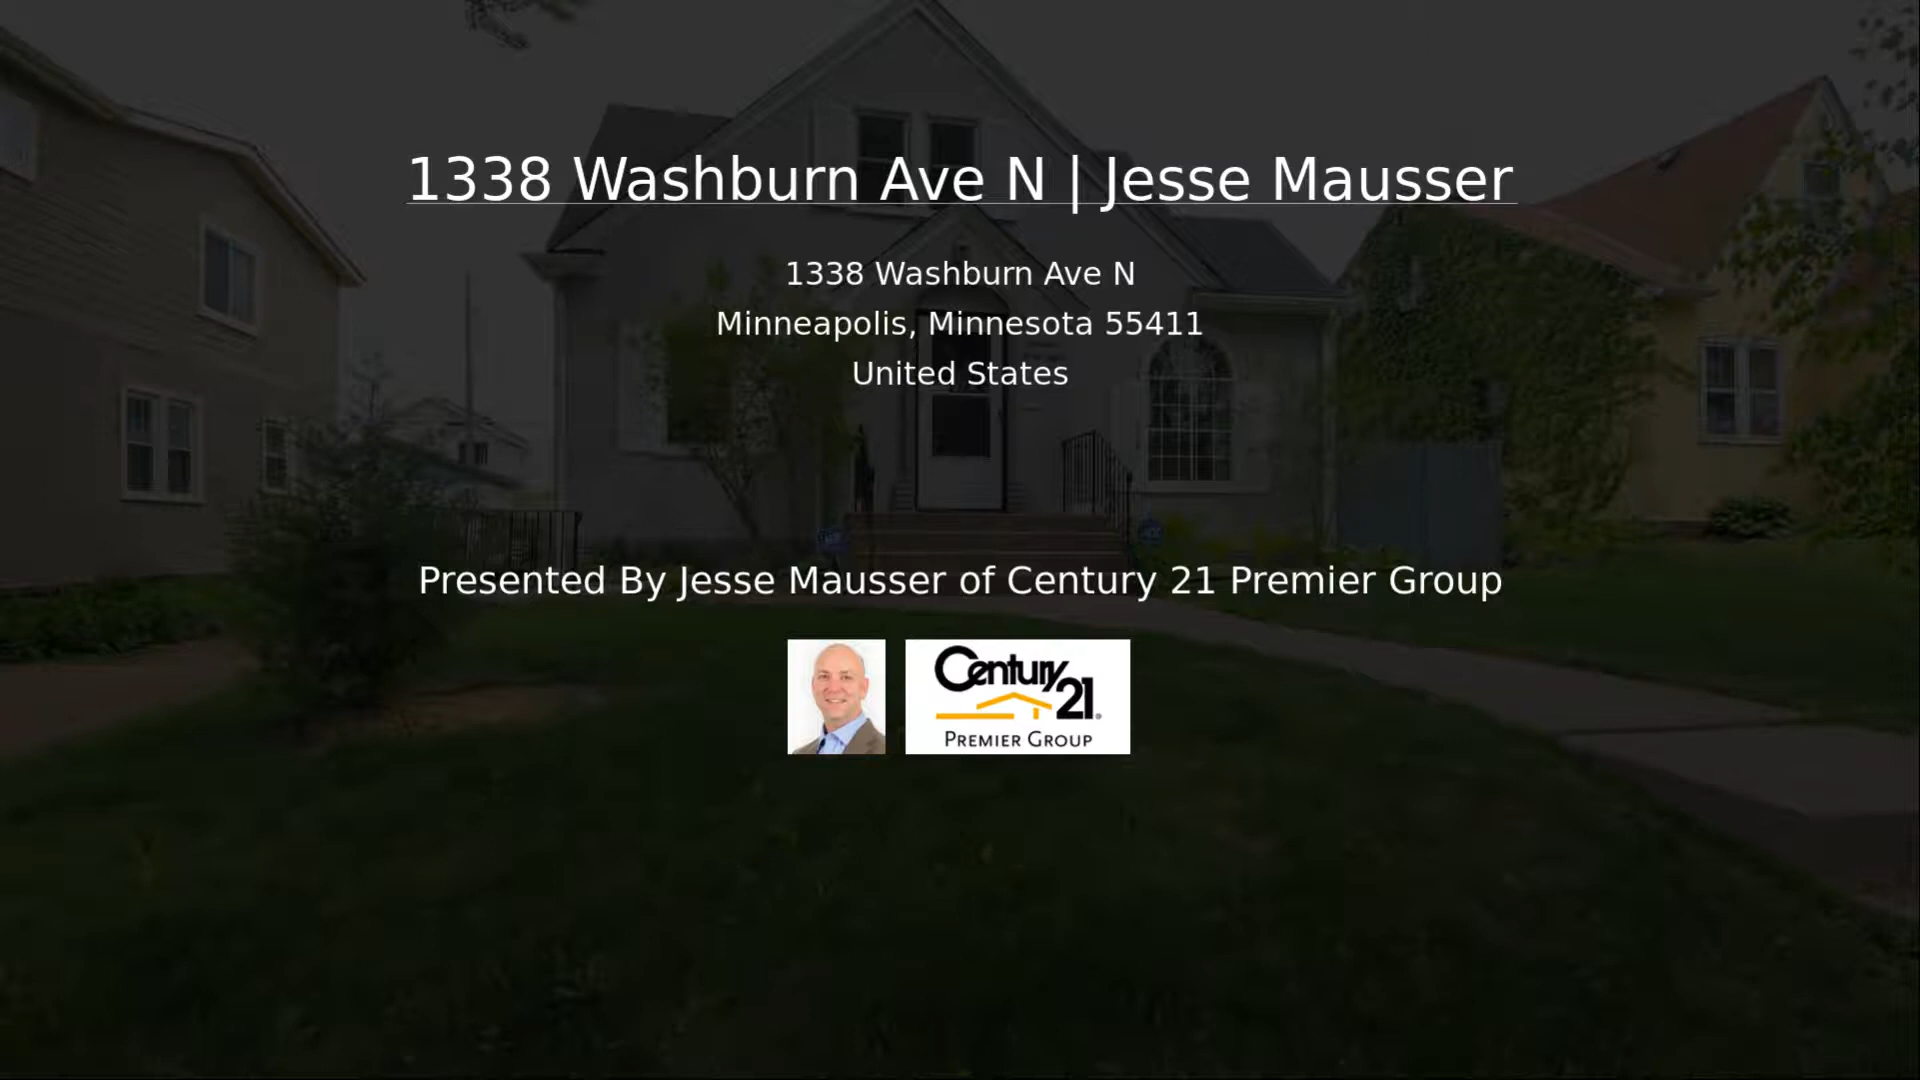 1338 Washburn Ave N | Jesse Mausser
1338 Washburn Ave N
Minneapolis, Minnesota 55411
United States
Presented By Jesse Mausser of Century 21 Premier Group
Century 21®
PREMIER GROUP